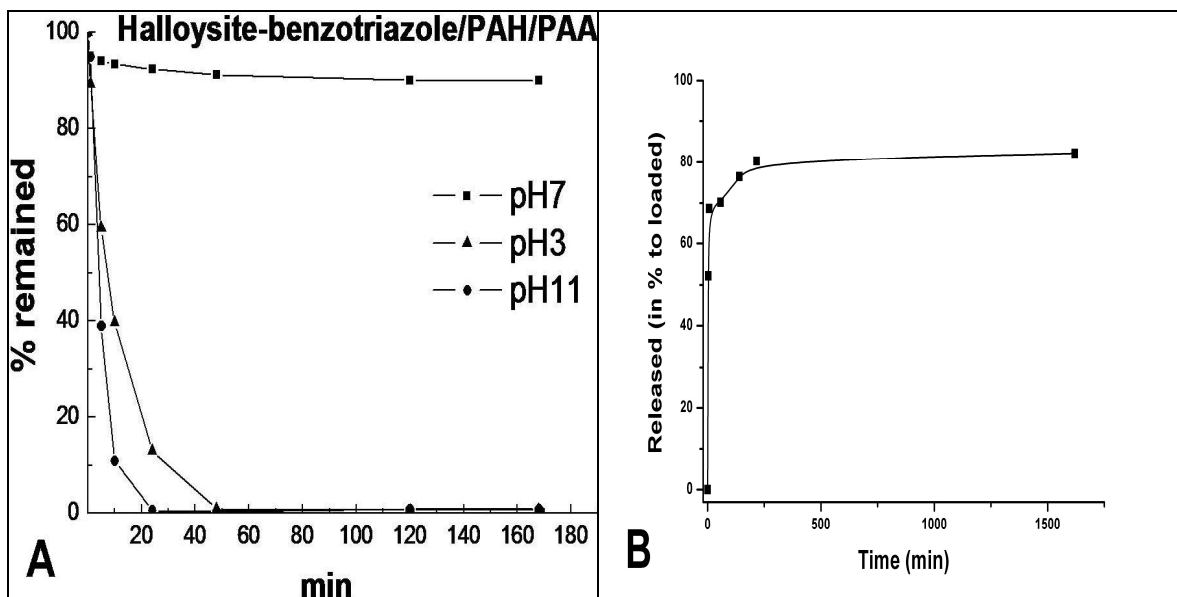 Halloysite-benzotriazole/PAH/PAA
100
80
60
40
20
0
% remained
pH7
pH3
pH11
20 40 60 80 100 120 140 160 180
min
A
100
80
60
40
20
0
Released (in % to loaded)
0 500 1000 1500
Time (min)
B